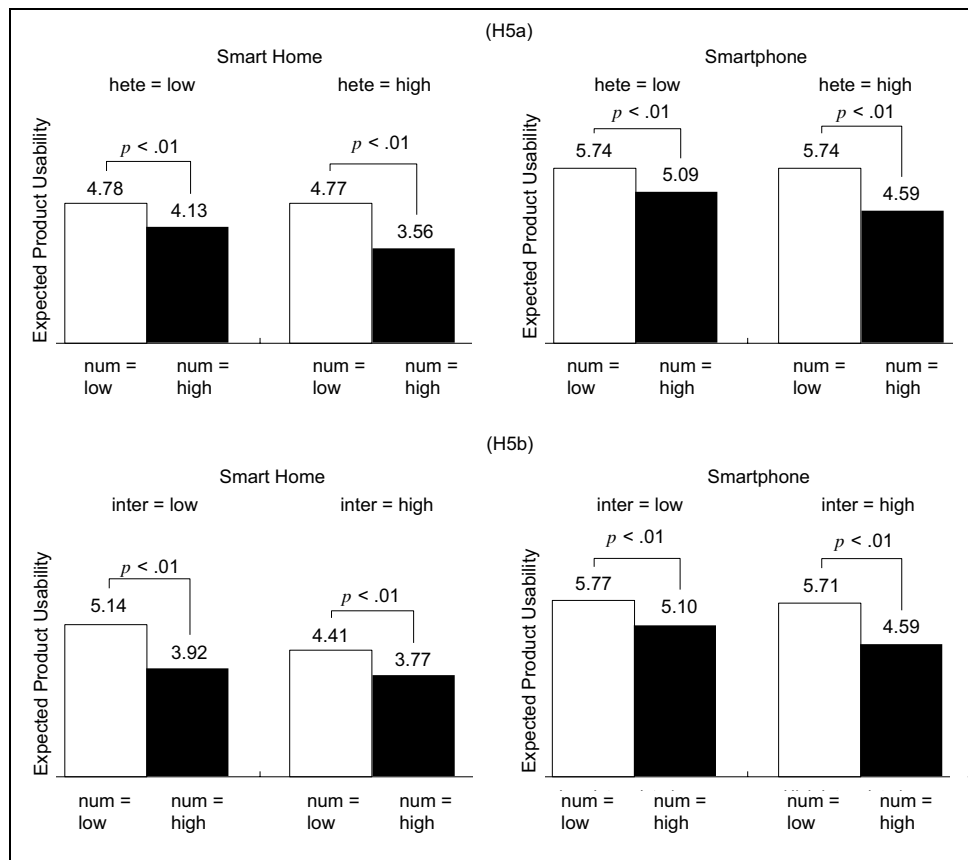 (H5a)
Smart Home
Smartphone
hete = low
hete = high
hete = low
hete = high
Expected Product Usability
p < .01
4.78
4.13
p < .01
4.77
3.56
Expected Product Usability
p < .01
5.74
5.09
p < .01
5.74
4.59
num =
low
num =
high
num =
low
num =
high
num =
low
num =
high
num =
low
num =
high
(H5b)
Smart Home
Smartphone
inter = low
inter = high
inter = low
inter = high
Expected Product Usability
p < .01
5.14
3.92
p < .01
4.41
3.77
Expected Product Usability
p < .01
5.77
5.10
p < .01
5.71
4.59
num =
low
num =
high
num =
low
num =
high
num =
low
num =
high
num =
low
num =
high